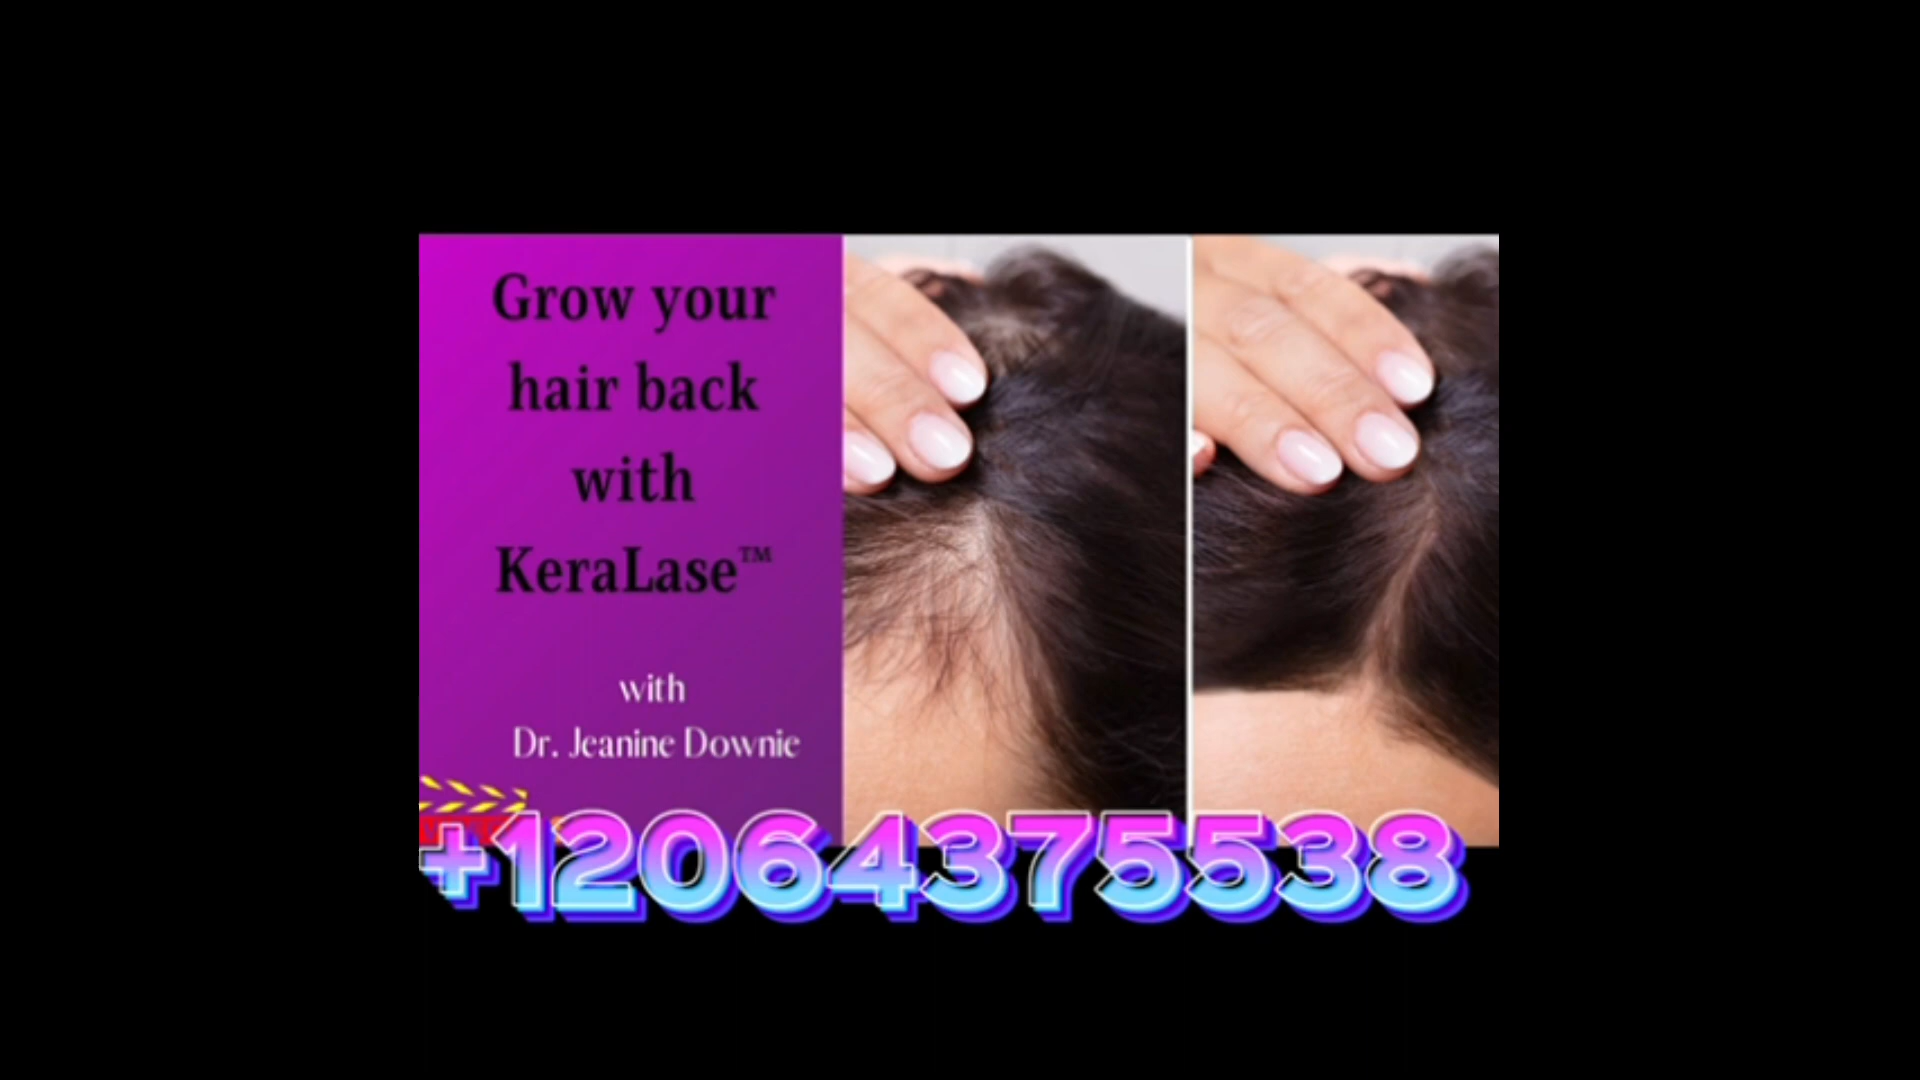 Grow your
hair back
with
KeraLase™
with
Dr. Jeanine Downie
+12064375538